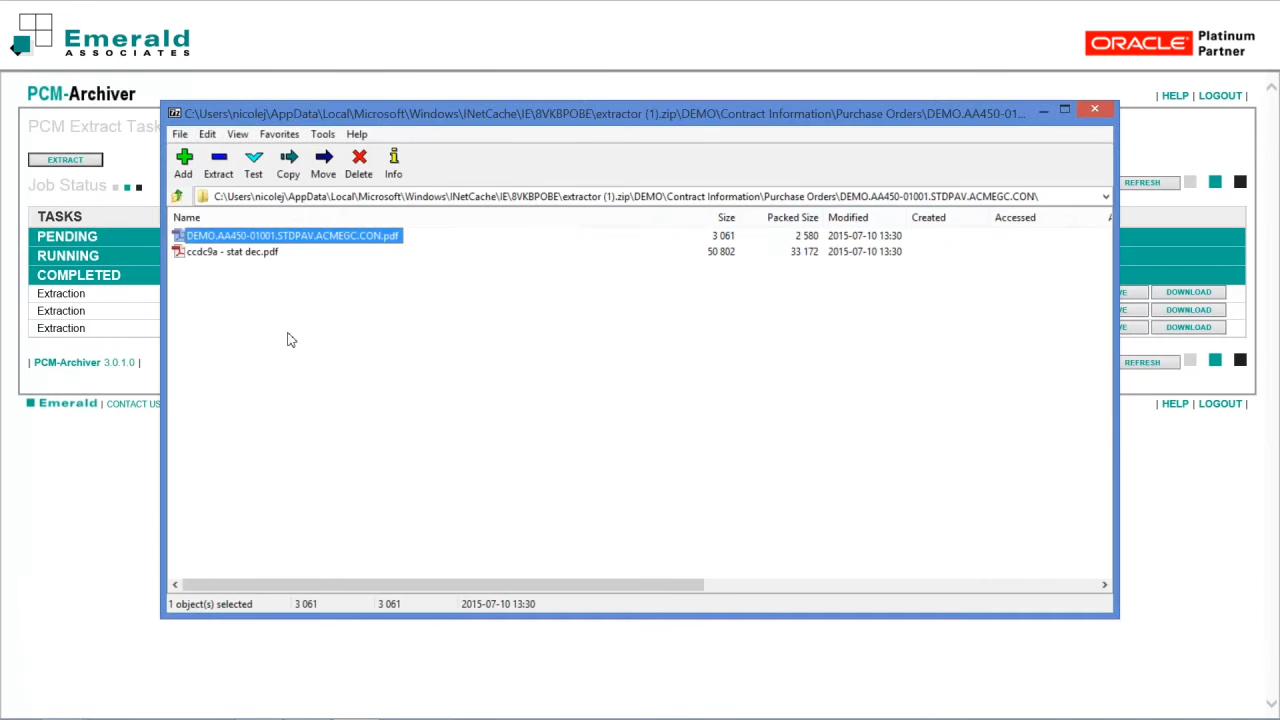 Emerald
ASSOCIATES
ORACLE Platinum
Partner
PCM-Archiver
| HELP | LOGOUT |
PCM Extract Task
EXTRACT
Job Status
REFRESH
TASKS
PENDING
RUNNING
COMPLETED
Extraction
Extraction
Extraction
VE DOWNLOAD
VE DOWNLOAD
VE DOWNLOAD
| PCM-Archiver 3.0.1.0 |
REFRESH
Emerald | CONTACT US
| HELP | LOGOUT |
C:\Users\nicolej\AppData\Local\Microsoft\Windows\INetCache\IE\8VKBPOBE\extractor (1).zip\DEMO\Contract Information\Purchase Orders\DEMO.AA450-01...
File Edit View Favorites Tools Help
Add Extract Test Copy Move Delete Info
C:\Users\nicolej\AppData\Local\Microsoft\Windows\INetCache\IE\8VKBPOBE\extractor (1).zip\DEMO\Contract Information\Purchase Orders\DEMO.AA450-01001.STDPAV.ACMEGC.CON\
Name Size Packed Size Modified Created Accessed
DEMO.AA450-01001.STDPAV.ACMEGC.CON.pdf 3 061 2 580 2015-07-10 13:30
ccdc9a - stat dec.pdf 50 802 33 172 2015-07-10 13:30
1 object(s) selected 3 061 3 061 2015-07-10 13:30